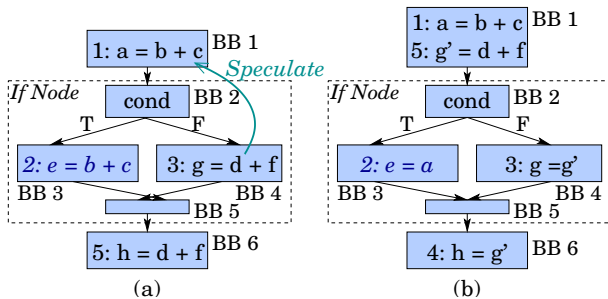 1: a = b + c
BB 1
Speculate
If Node
cond
BB 2
T
F
2: e = b + c
3: g = d + f
BB 3
BB 4
BB 5
5: h = d + f
BB 6
(a)
1: a = b + c
5: g' = d + f
BB 1
If Node
cond
BB 2
T
F
2: e = a
3: g =g'
BB 3
BB 4
BB 5
4: h = g'
BB 6
(b)